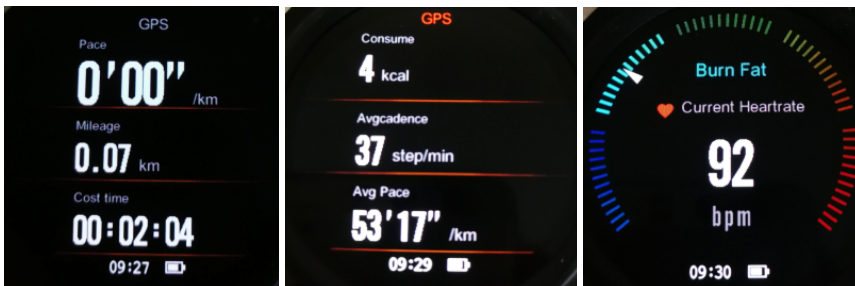 GPS
Pace
0'00" /km
Mileage
0.07 km
Cost time
00:02:04
09:27
GPS
Consume
4 kcal
Avgcadence
37 step/min
Avg Pace
53'17" /km
09:29
Burn Fat
Current Heartrate
92
bpm
09:30